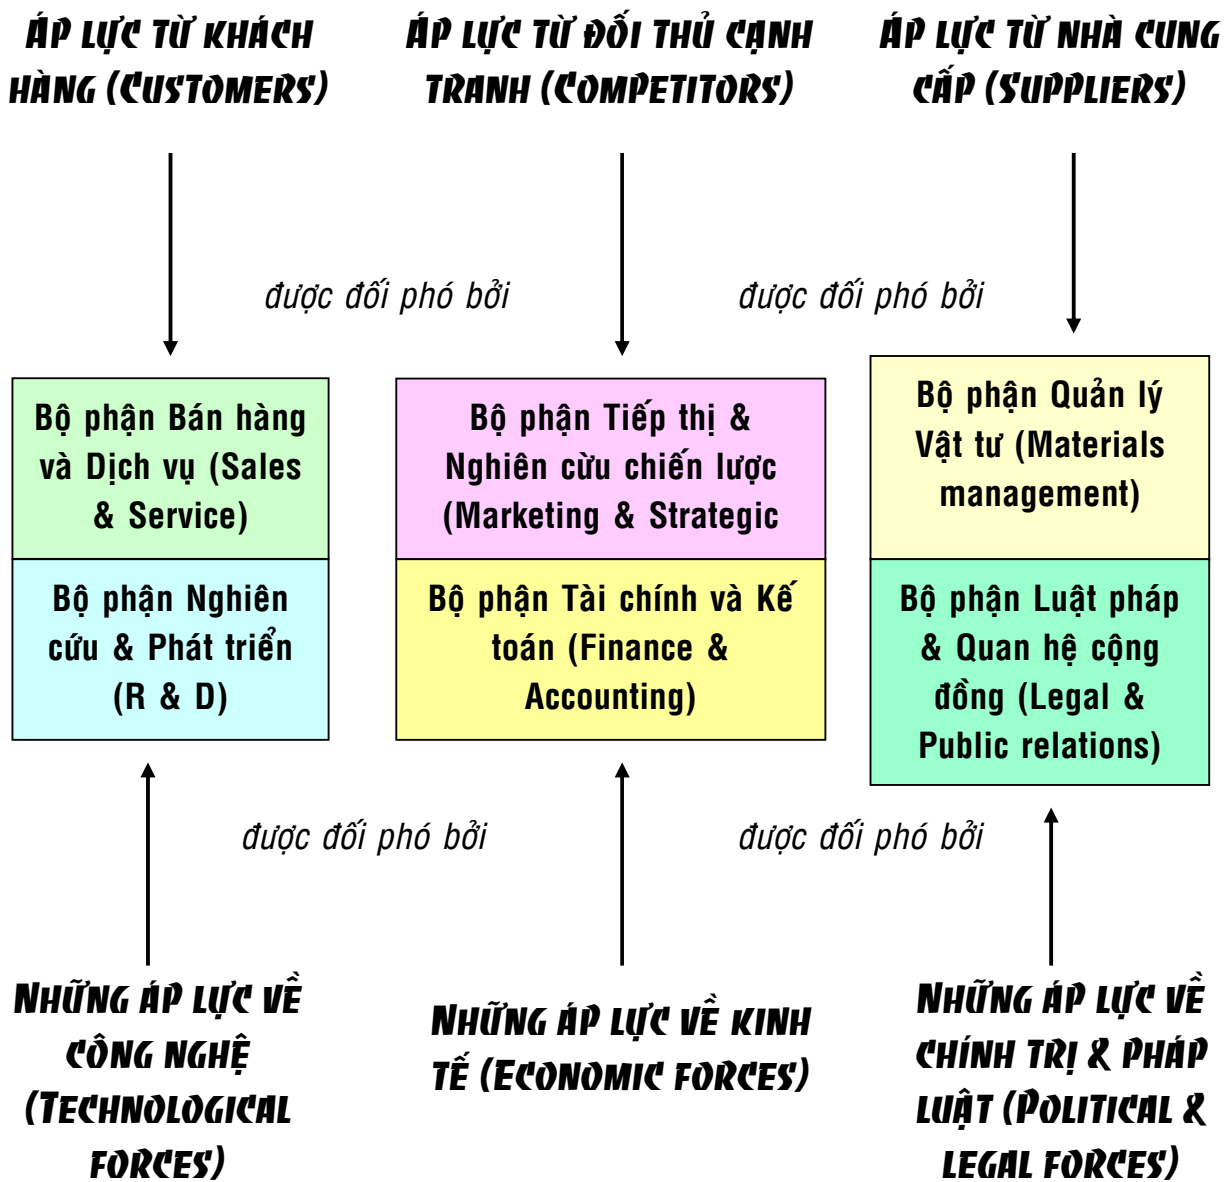 ÁP LỰC TỪ KHÁCH
HÀNG (CUSTOMERS)
ÁP LỰC TỪ ĐỐI THỦ CẠNH
TRANH (COMPETITORS)
ÁP LỰC TỪ NHÀ CUNG
CẤP (SUPPLIERS)
được đối phó bởi
được đối phó bởi
Bộ phận Bán hàng
và Dịch vụ (Sales
& Service)
Bộ phận Tiếp thị &
Nghiên cừu chiến lược
(Marketing & Strategic
Bộ phận Quản lý
Vật tư (Materials
management)
Bộ phận Nghiên
cứu & Phát triển
(R & D)
Bộ phận Tài chính và Kế
toán (Finance &
Accounting)
Bộ phận Luật pháp
& Quan hệ cộng
đồng (Legal &
Public relations)
được đối phó bởi
được đối phó bởi
NHỮNG ÁP LỰC VỀ
CÔNG NGHỆ
(TECHNOLOGICAL
FORCES)
NHỮNG ÁP LỰC VỀ KINH
TẾ (ECONOMIC FORCES)
NHỮNG ÁP LỰC VỀ
CHÍNH TRỊ & PHÁP
LUẬT (POLITICAL &
LEGAL FORCES)